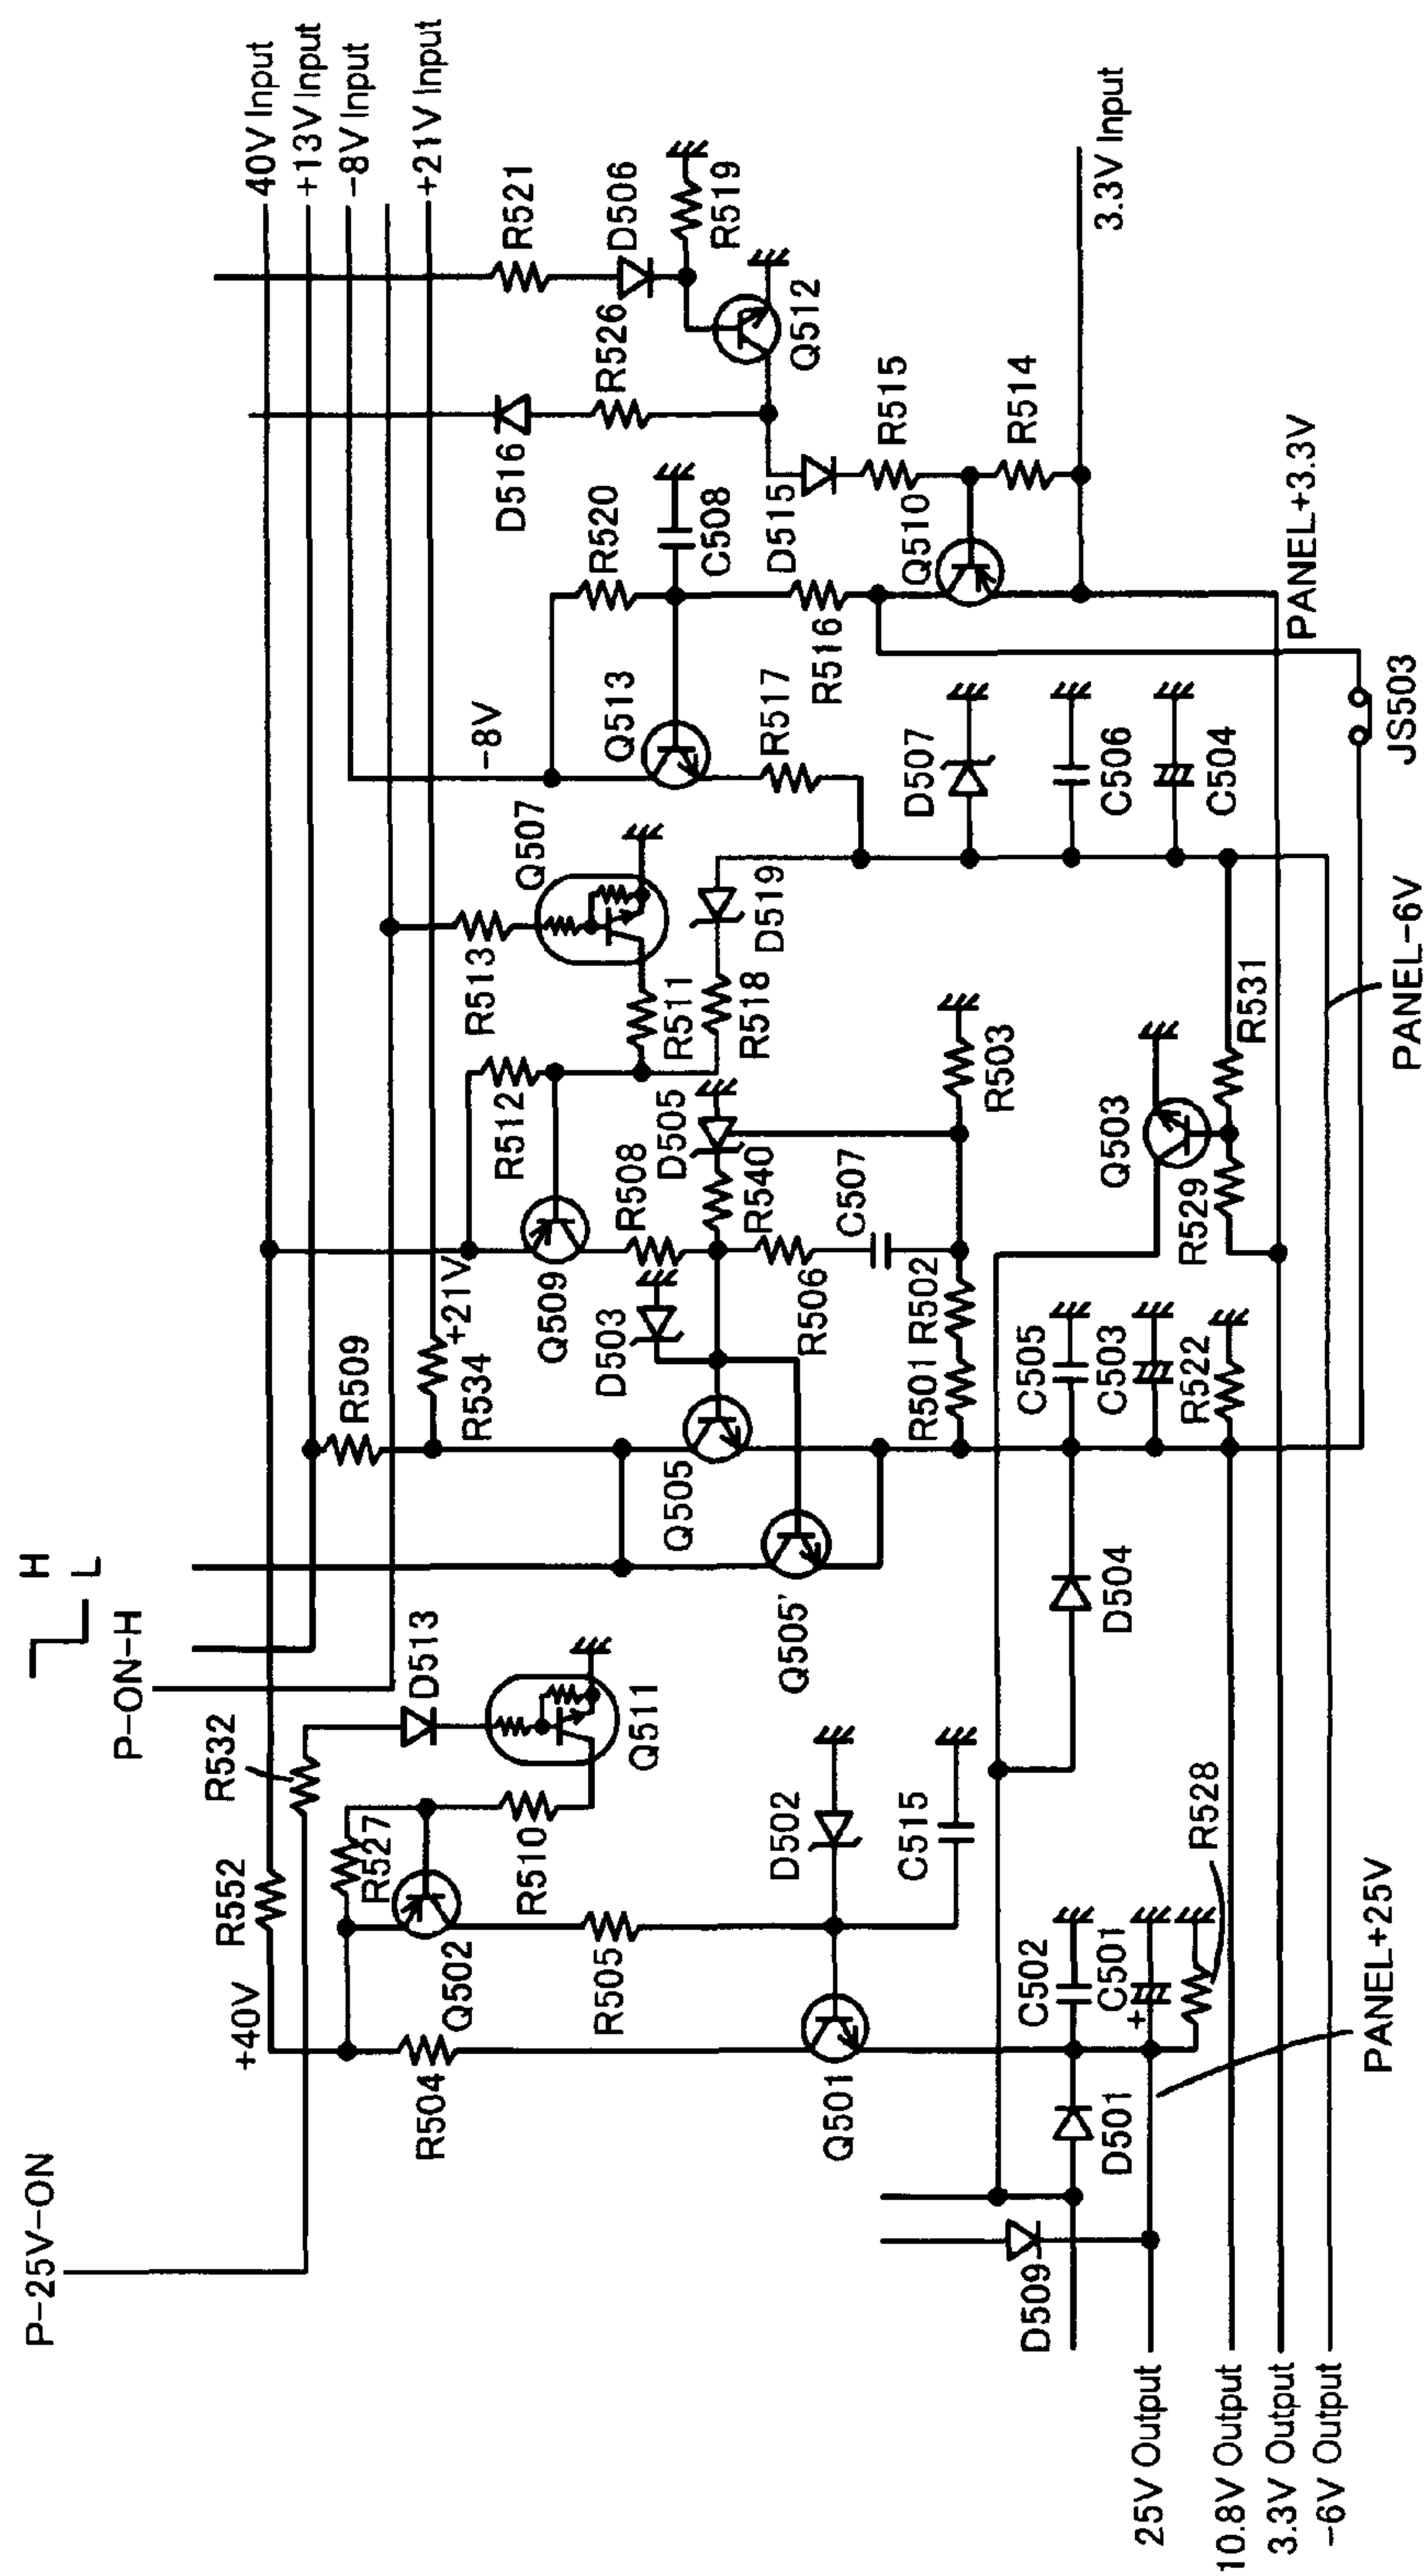 40V Input
+13V Input
-8V Input
+21V Input
R521
D506
R519
Q512
R526
D516
3.3V Input
R515
R514
D515
Q510
R520
C508
R516
PANEL+3.3V
JS503
Q513
-8V
R517
D507
C506
C504
Q507
R513
D519
R511
R518
R512
D505
R503
R531
PANEL-6V
Q503
R529
R508
R540
C507
Q509
+21V
D503
R506
R502
R501
C505
C503
R522
R509
R534
Q505
Q505'
D504
H
L
P-ON-H
D513
Q511
R532
R552
R527
R510
D502
C515
R528
Q502
R505
+40V
R504
Q501
C502
C501
+
PANEL+25V
D501
D509
P-25V-ON
25V Output
10.8V Output
3.3V Output
-6V Output